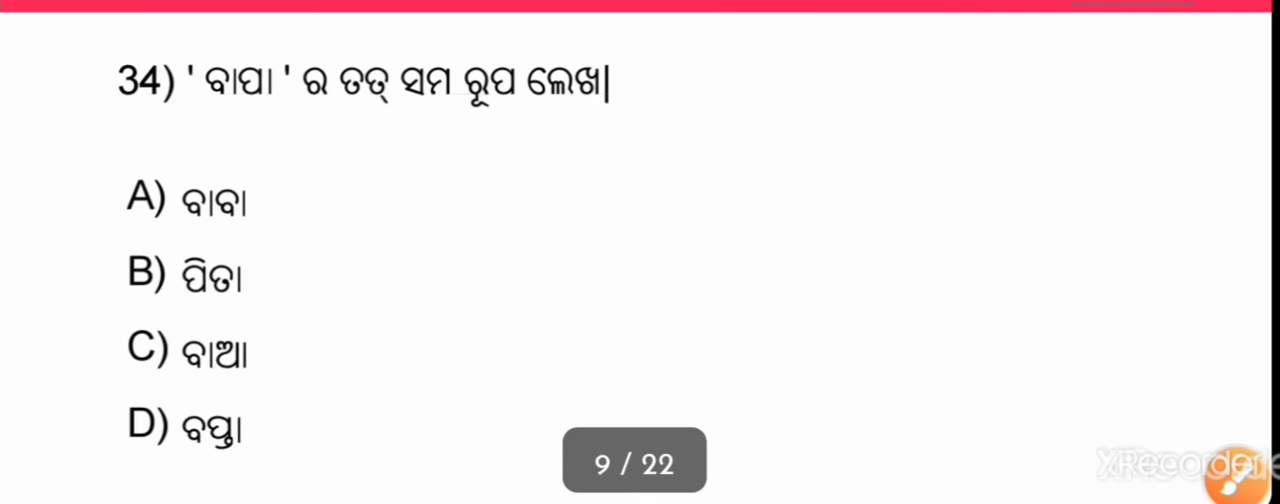 34) ' ବାପା ' ର ତତ୍ ସମ ରୂପ ଲେଖ|
A) ବାବା
B) ପିତା
C) ବାଆ
D) ବପ୍ତା
9 / 22